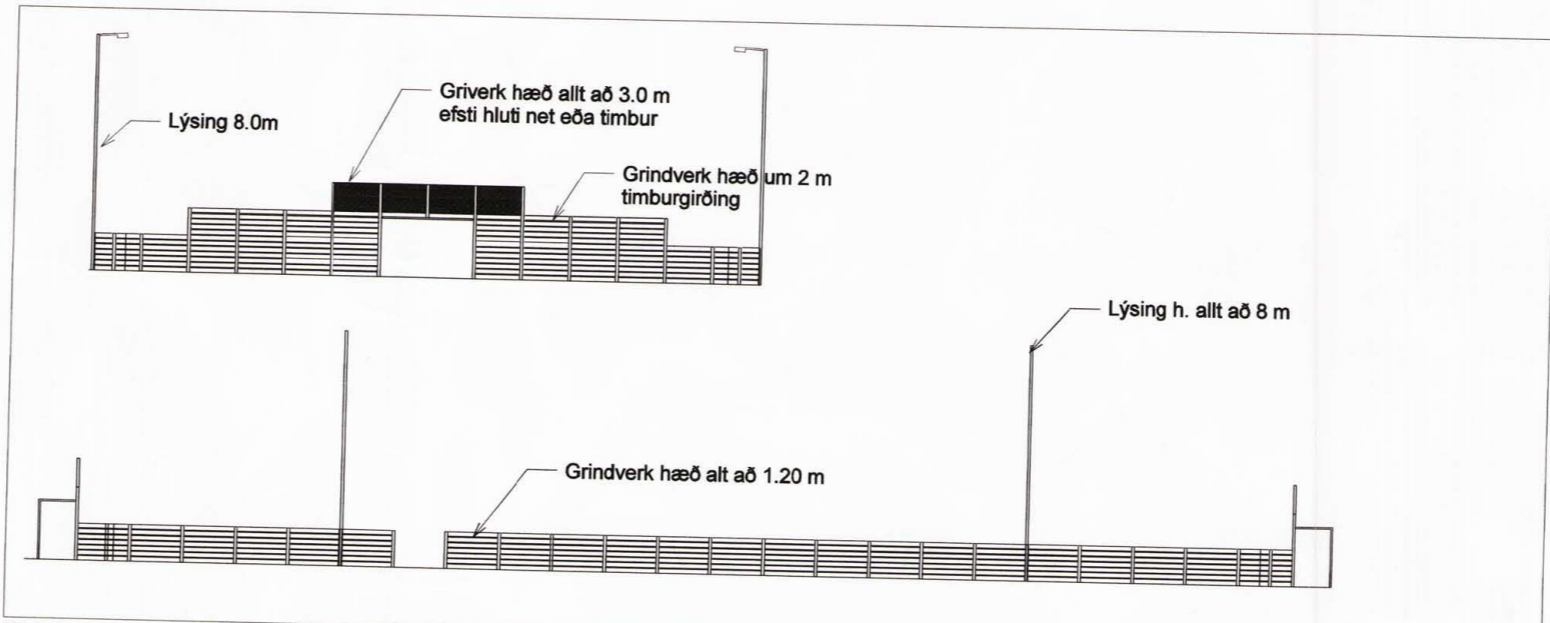 Griverk hæð allt að 3.0 m
efsti hluti net eða timbur
Lýsing 8.0m
Grindverk hæð um 2 m
timburgirðing
Lýsing h. allt að 8 m
Grindverk hæð alt að 1.20 m